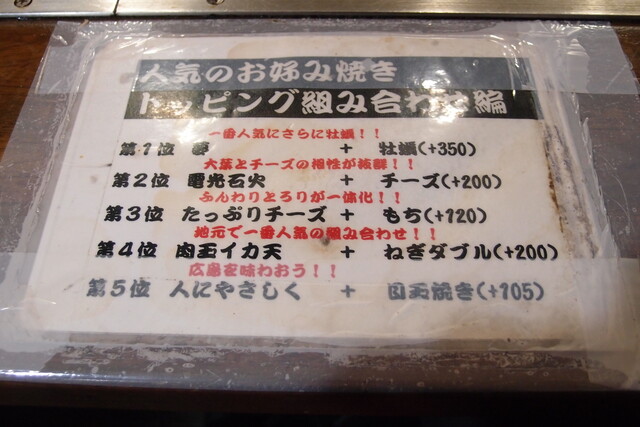 人気のお好み焼き
トッピング組み合わせ編
一番人気にさらに牡蠣！！
第1位 夢 + 牡蠣(+350)
大葉とチーズの相性が抜群！！
第2位 電光石火 + チーズ(+200)
ふんわりとろりが一体化！！
第3位 たっぷりチーズ + もち(+120)
地元で一番人気の組み合わせ！！
第4位 肉玉イカ天 + ねぎダブル(+200)
広島を味わおう！！
第5位 人にやさしく + 目玉焼き(+105)